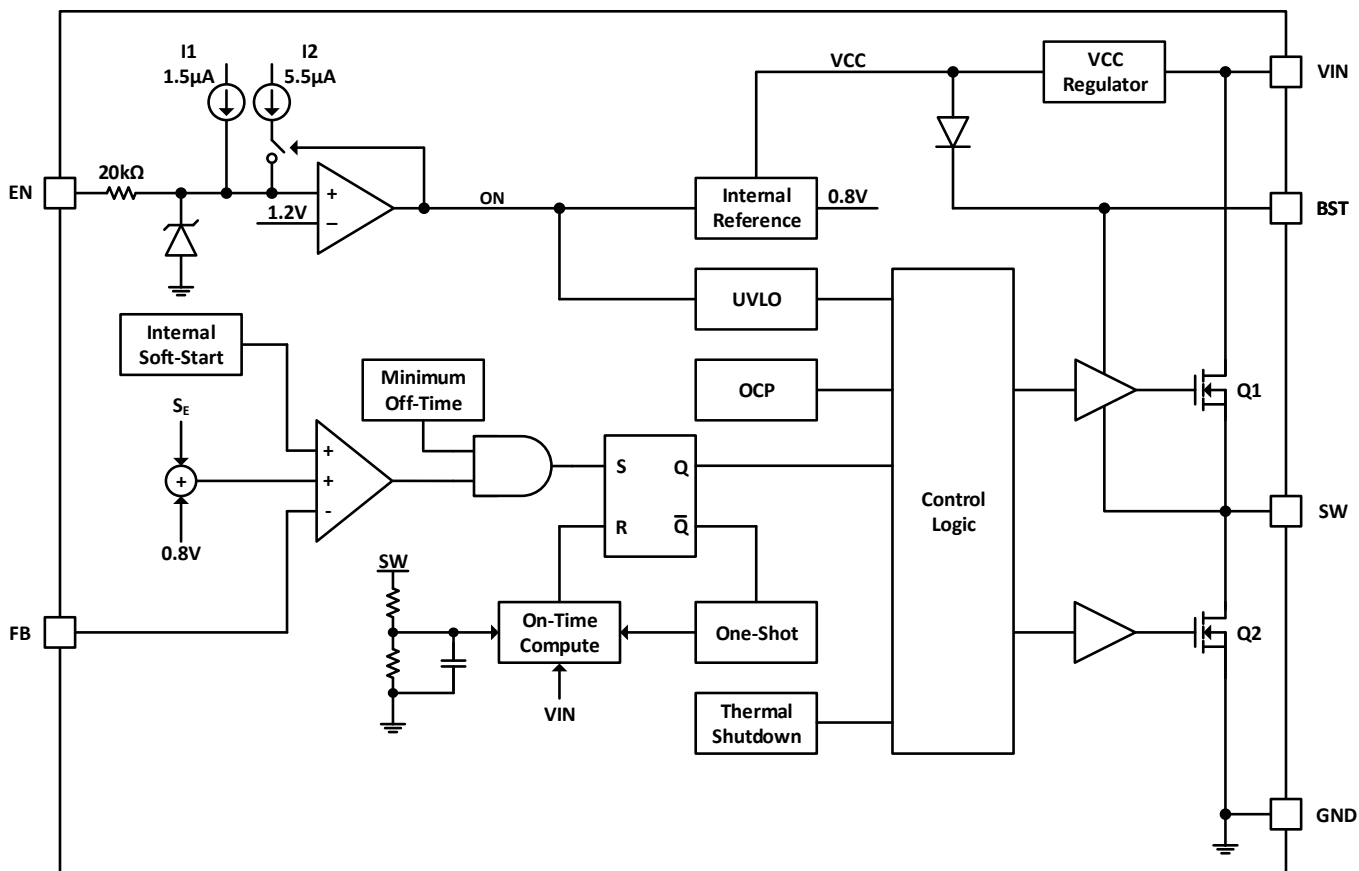 I1
1.5µA
I2
5.5µA
VCC
VCC
Regulator
VIN
EN
20kΩ
+
1.2V
−
ON
Internal
Reference
0.8V
BST
UVLO
Internal
Soft-Start
Minimum
Off-Time
OCP
Q1
SE
+
+
+
-
0.8V
S
Q
R
Q̅
Control
Logic
SW
SW
FB
On-Time
Compute
One-Shot
Q2
VIN
Thermal
Shutdown
GND